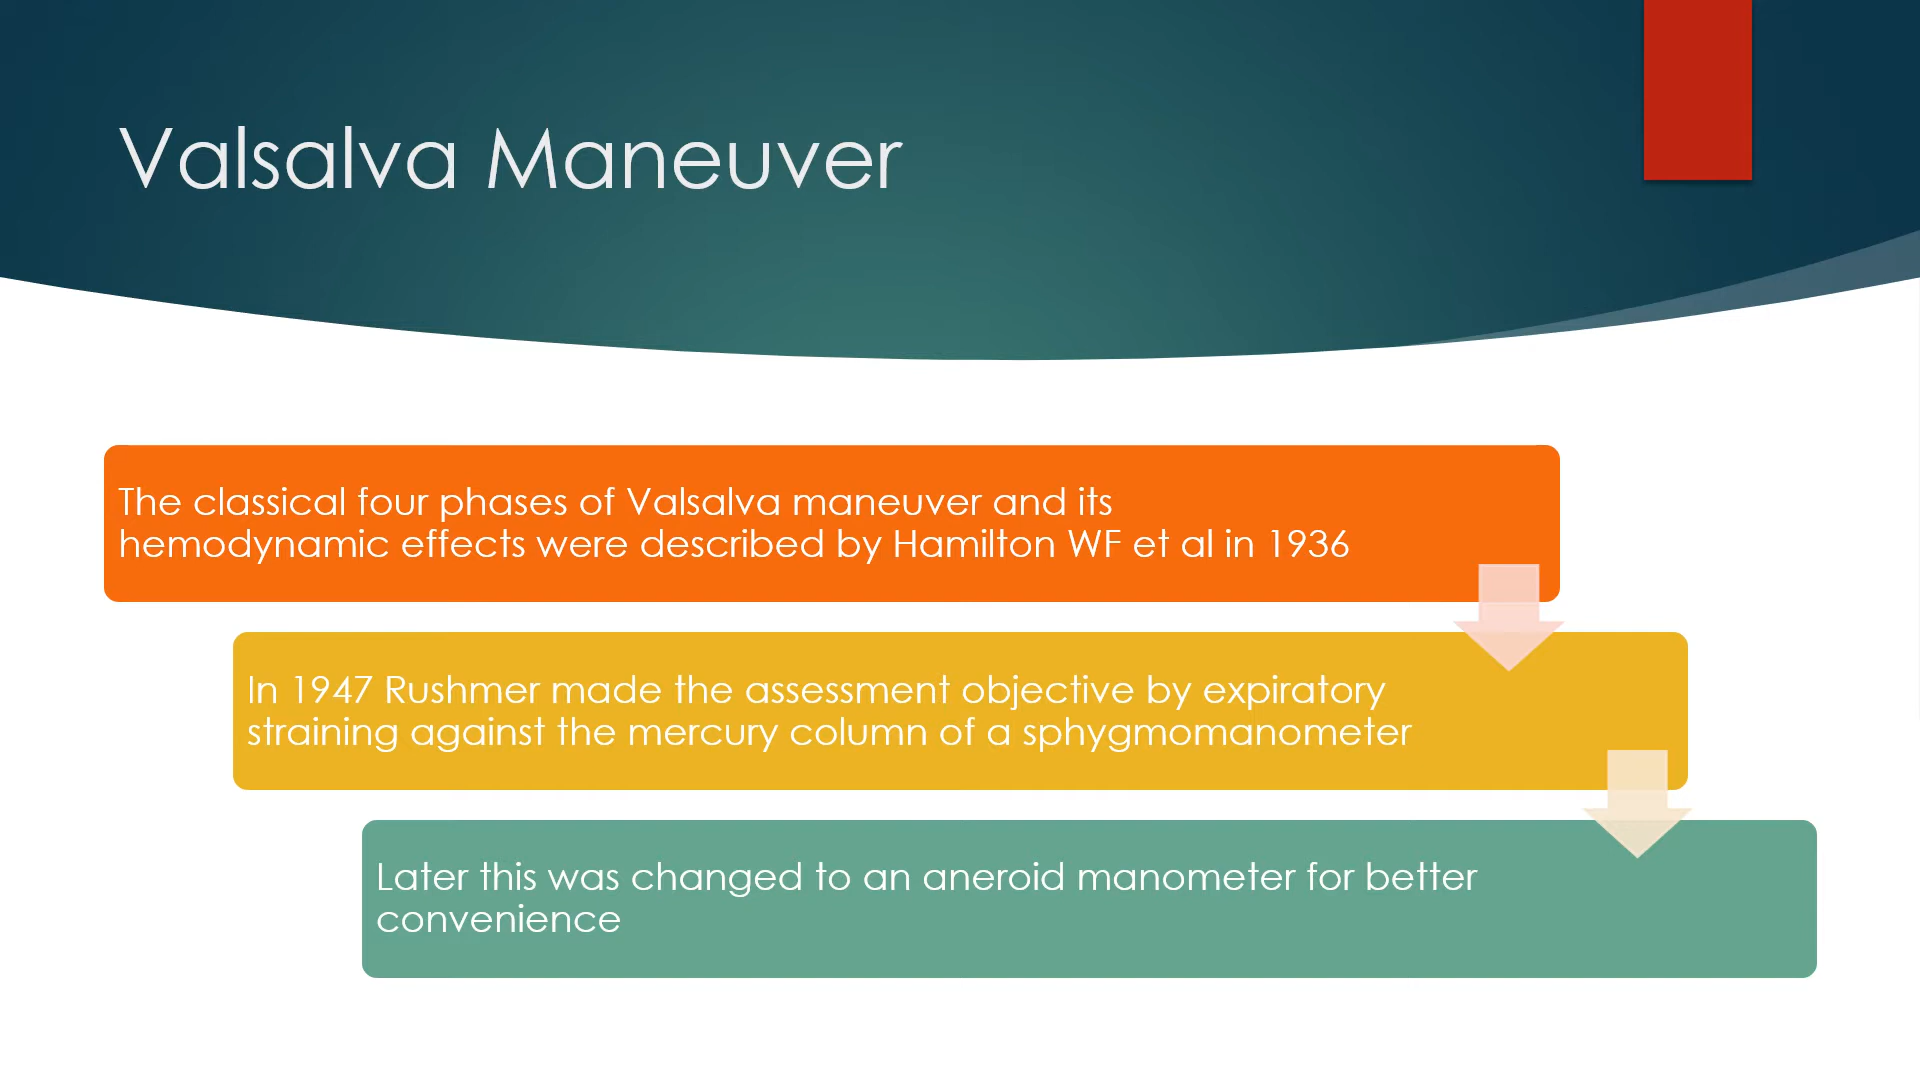 Valsalva Maneuver
The classical four phases of Valsalva maneuver and its
hemodynamic effects were described by Hamilton WF et al in 1936
In 1947 Rushmer made the assessment objective by expiratory
straining against the mercury column of a sphygmomanometer
Later this was changed to an aneroid manometer for better
convenience